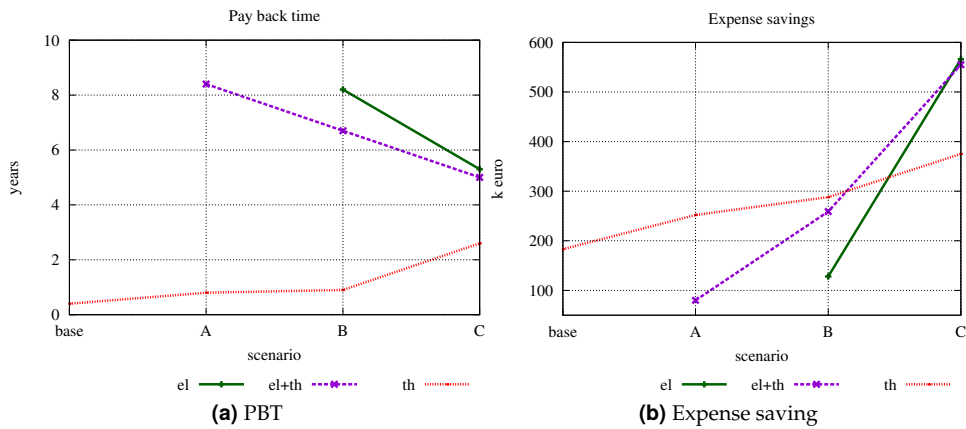 Pay back time
10
8
6
4
2
0
years
base A B C
scenario
el el+th th
(a) PBT
Expense savings
600
500
400
300
200
100
k euro
base A B C
scenario
el el+th th
(b) Expense saving